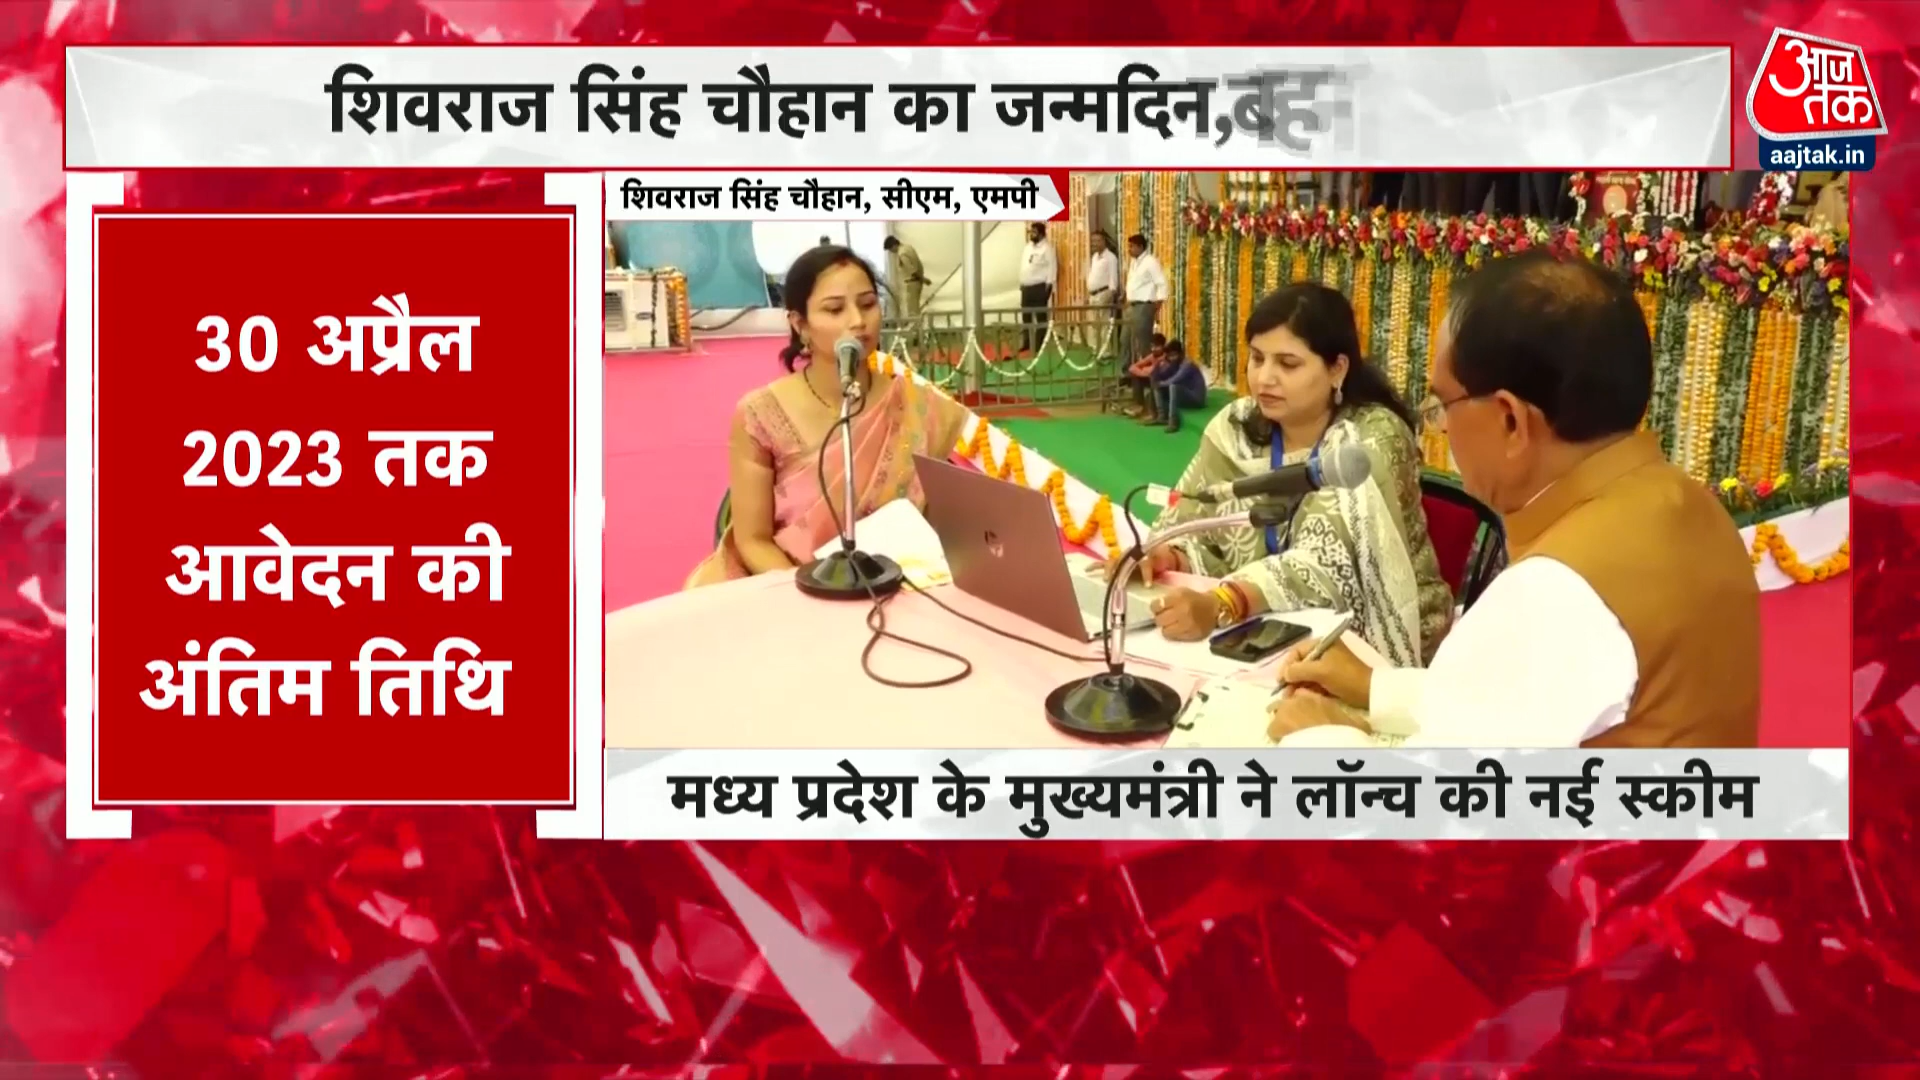 शिवराज सिंह चौहान का जन्मदिन,
आज
तक
aajtak.in
शिवराज सिंह चौहान, सीएम, एमपी
30 अप्रैल
2023 तक
आवेदन की
अंतिम तिथि
मध्य प्रदेश के मुख्यमंत्री ने लॉन्च की नई स्कीम